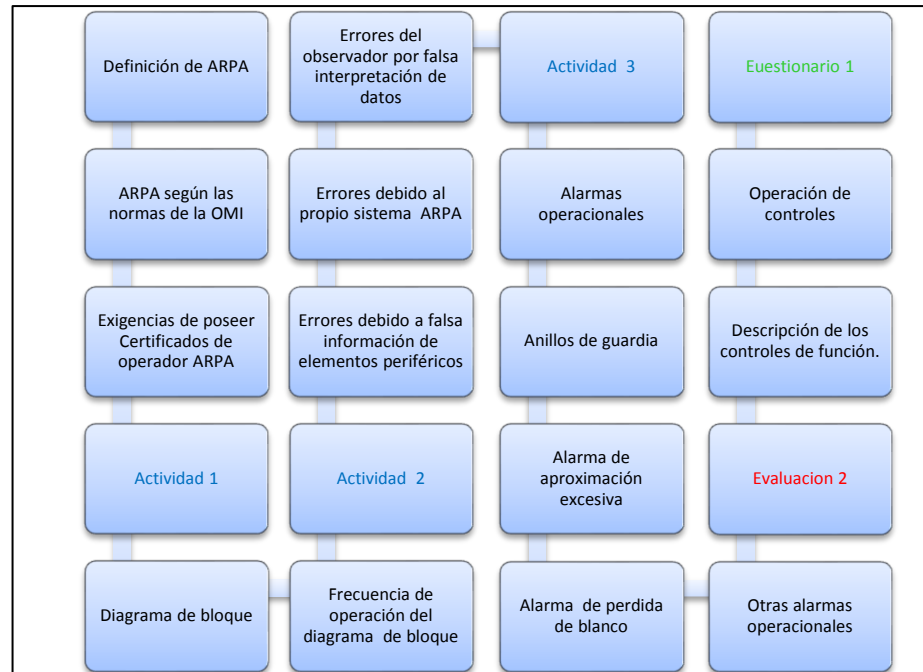 Definición de ARPA
ARPA según las
normas de la OMI
Exigencias de poseer
Certificados de
operador ARPA
Actividad 1
Diagrama de bloque
Frecuencia de
operación del
diagrama de bloque
Actividad 2
Errores debido a falsa
información de
elementos periféricos
Errores debido al
propio sistema ARPA
Errores del
observador por falsa
interpretación de
datos
Actividad 3
Alarmas
operacionales
Anillos de guardia
Alarma de
aproximación
excesiva
Alarma de perdida
de blanco
Otras alarmas
operacionales
Evaluacion 2
Descripción de los
controles de función.
Operación de
controles
Euestionario 1